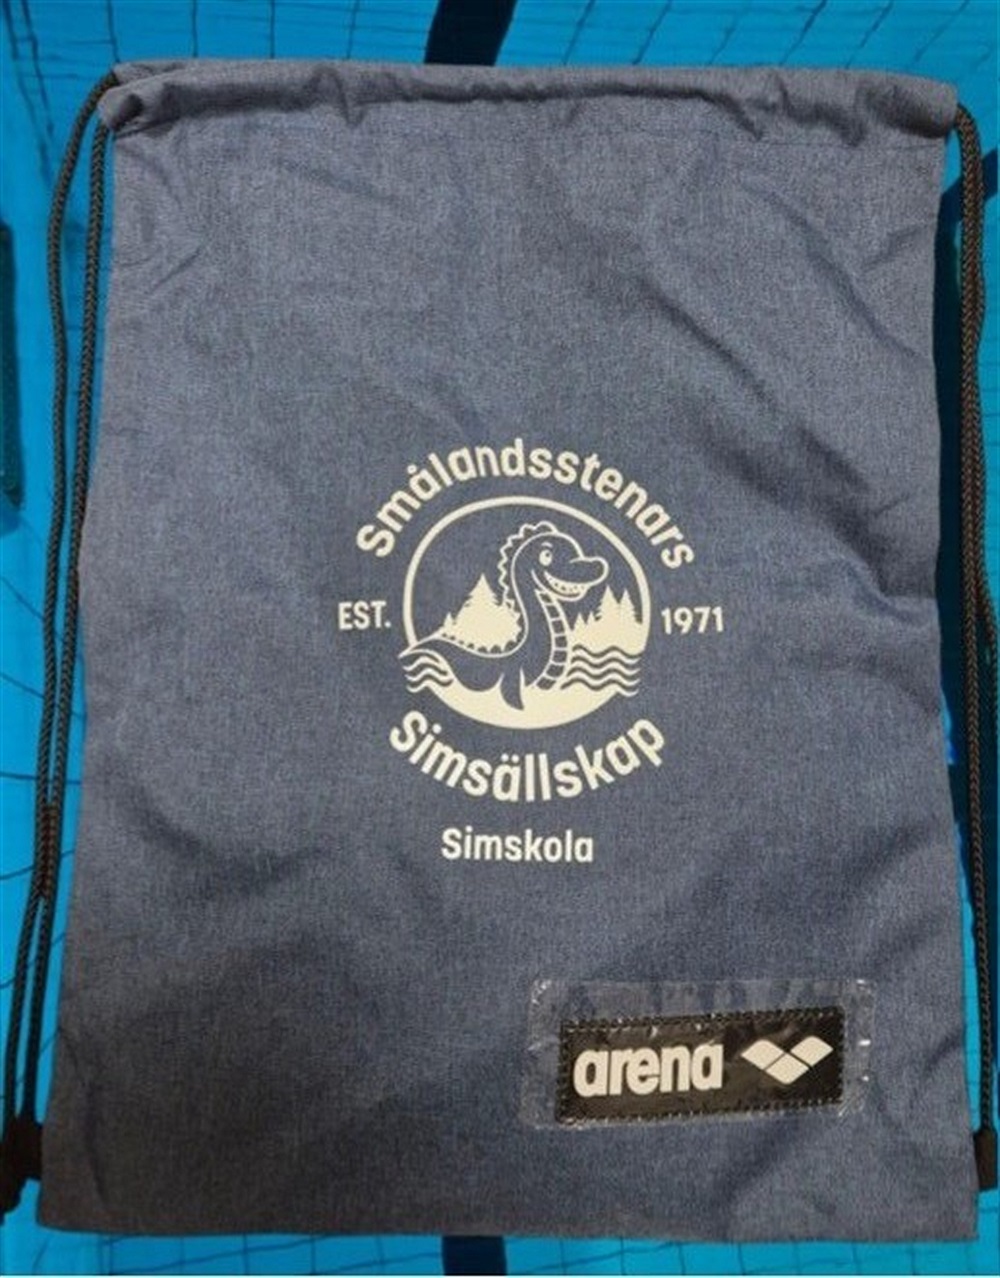 Smålandsstenars
EST. 1971
Simsällskap
Simskola
arena